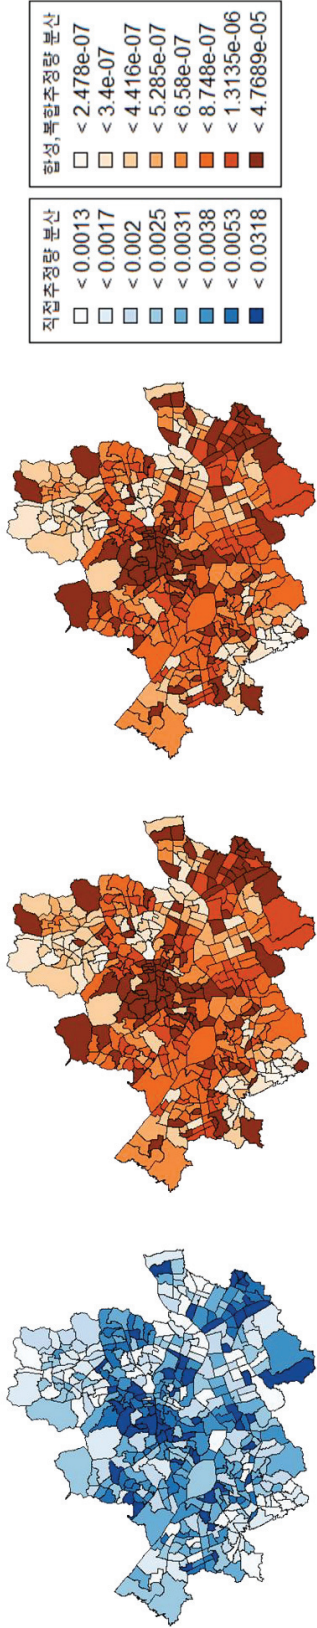 직접추정량 분산
< 0.0013
< 0.0017
< 0.002
< 0.0025
< 0.0031
< 0.0038
< 0.0053
< 0.0318
합성,복합추정량 분산
< 2.478e-07
< 3.4e-07
< 4.416e-07
< 5.285e-07
< 6.58e-07
< 8.748e-07
< 1.3135e-06
< 4.7689e-05